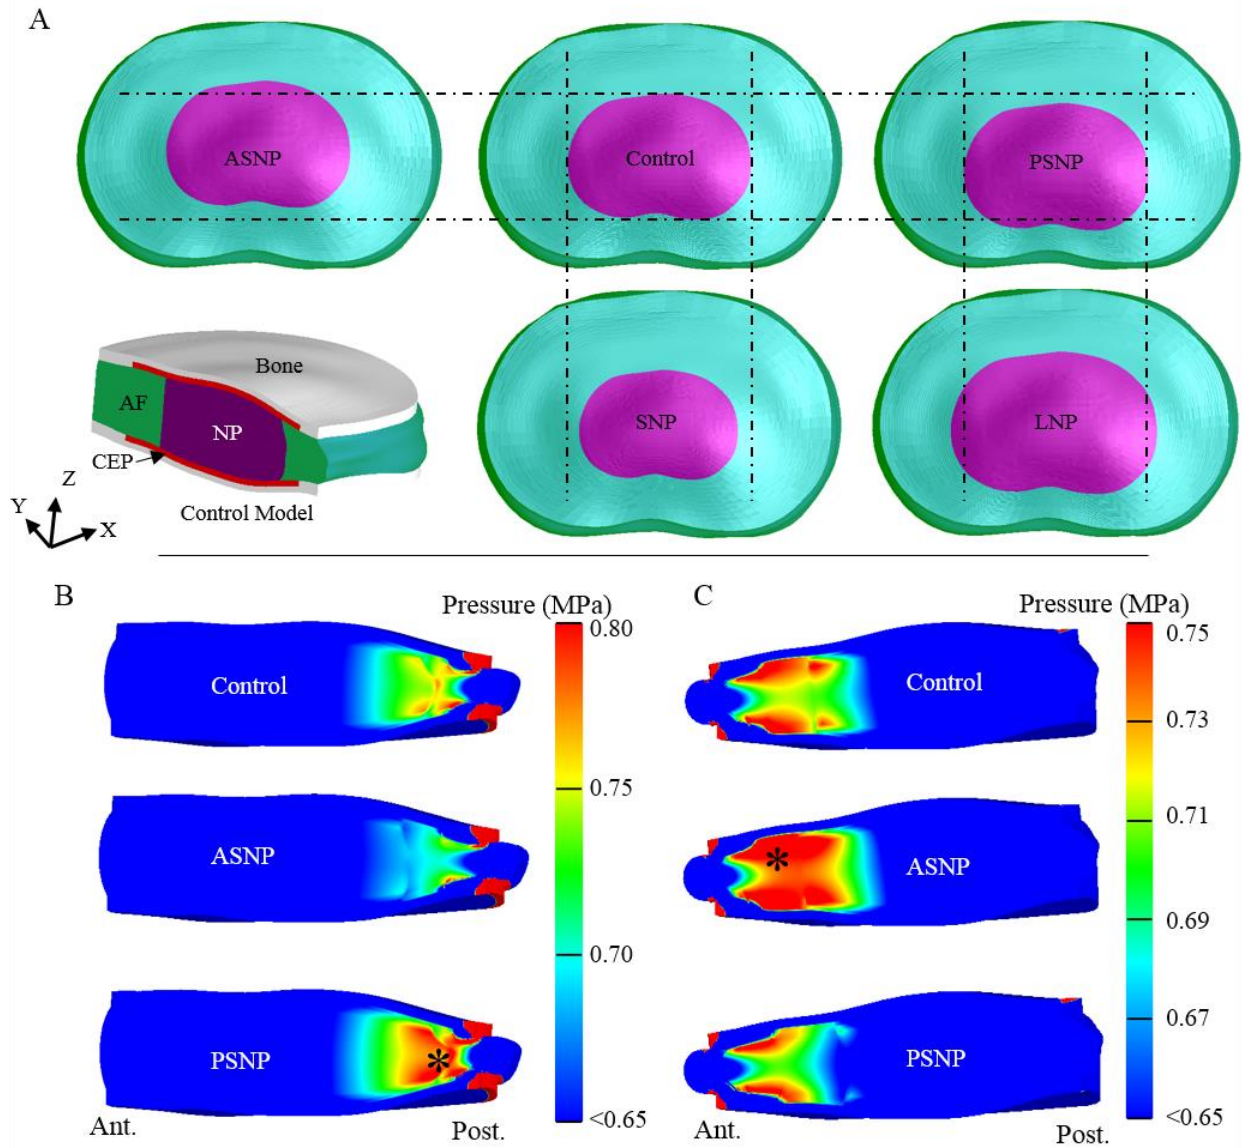 A
ASNP
Control
PSNP
Bone
AF
NP
CEP
Z
Y
X
Control Model
SNP
LNP
B
Pressure (MPa)
0.80
Control
0.75
ASNP
0.70
*
PSNP
<0.65
Ant.
Post.
C
Pressure (MPa)
0.75
Control
0.73
0.71
*
ASNP
0.69
0.67
PSNP
<0.65
Ant.
Post.